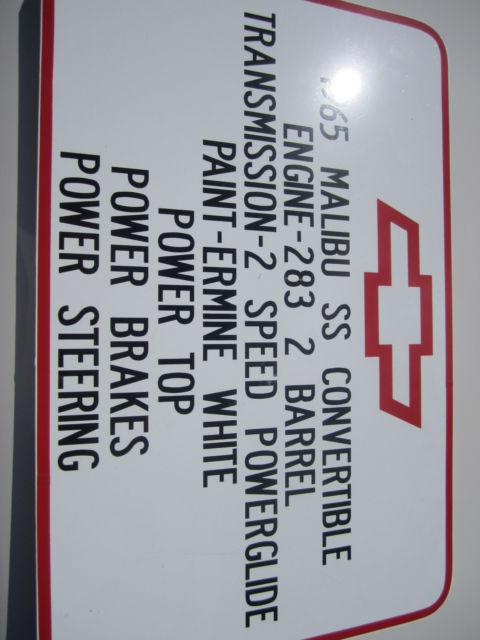 1965 MALIBU SS CONVERTIBLE
ENGINE-283 2 BARREL
TRANSMISSION-2 SPEED POWERGLIDE
PAINT-ERMINE WHITE
POWER TOP
POWER BRAKES
POWER STEERING